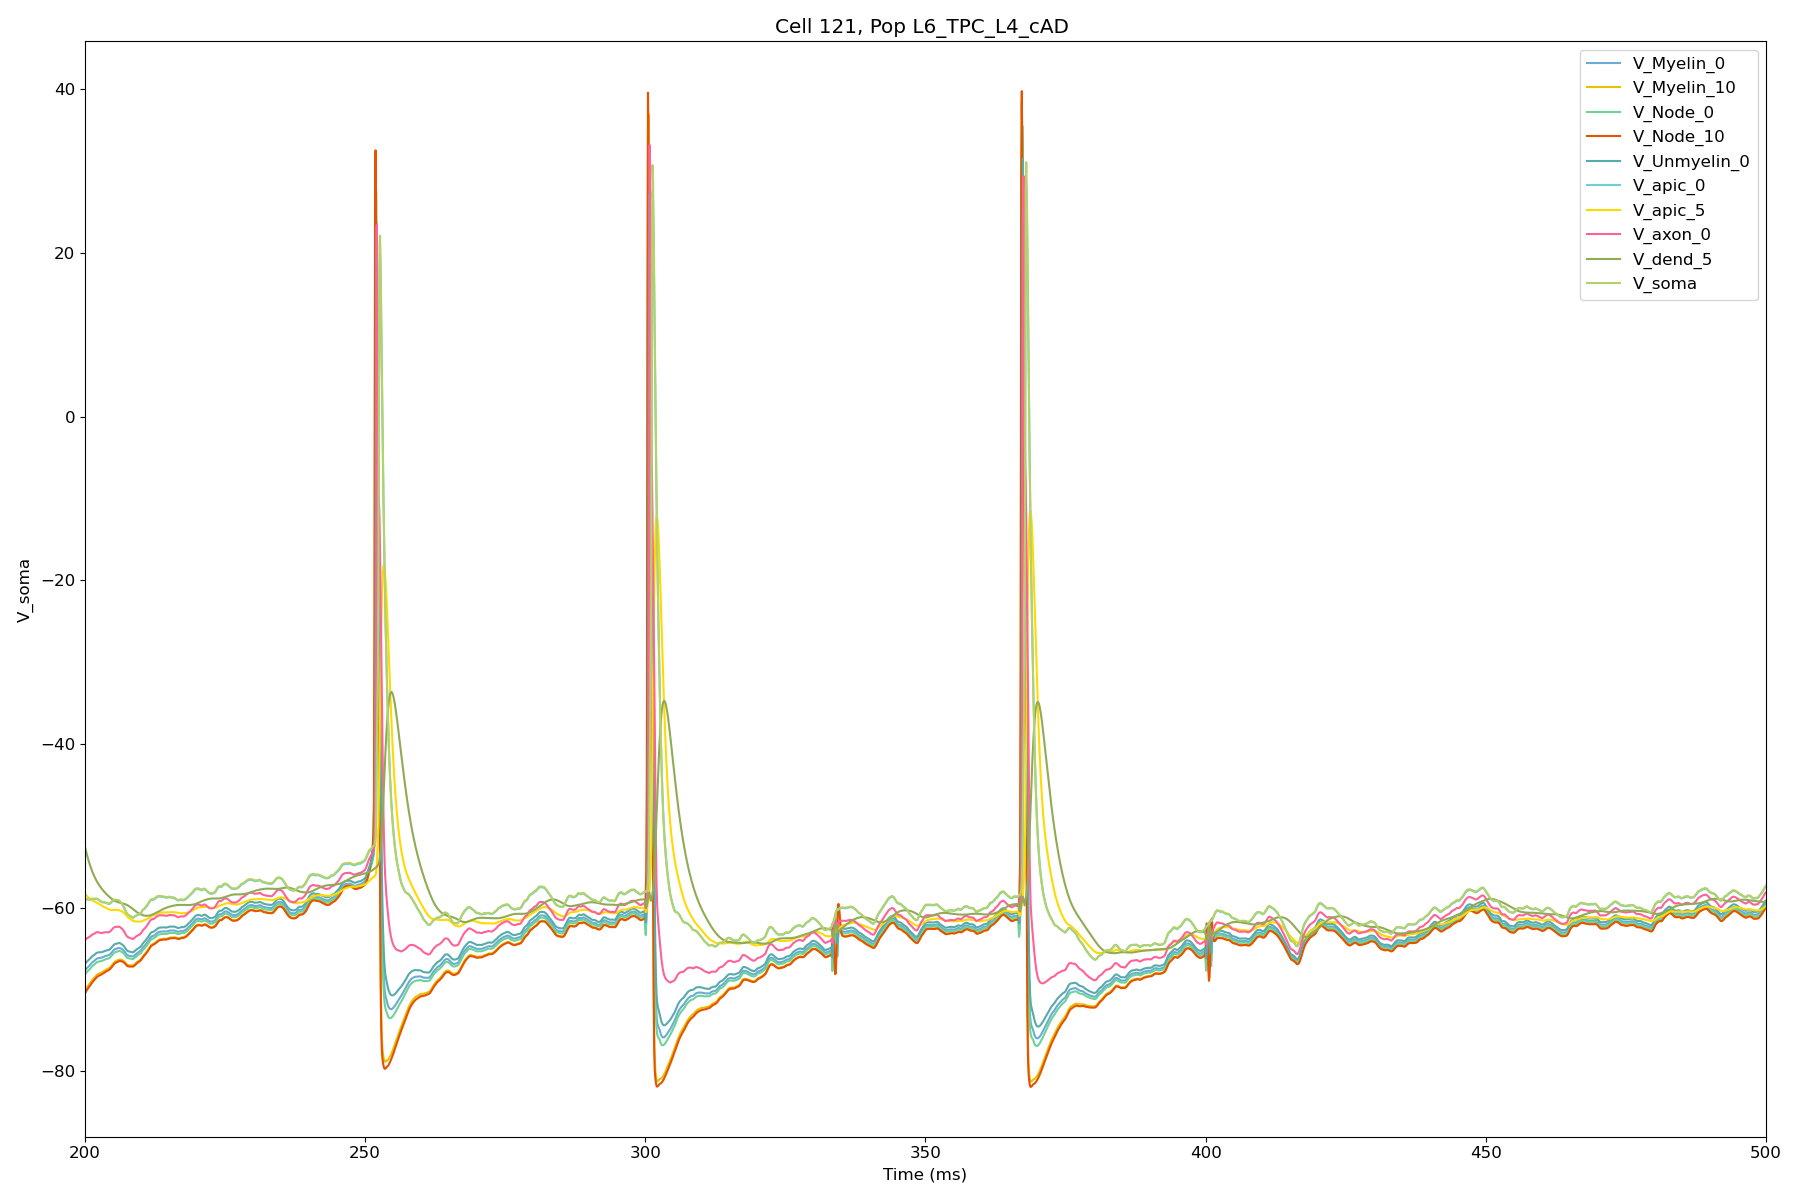 Cell 121, Pop L6_TPC_L4_cAD
V_Myelin_0
V_Myelin_10
V_Node_0
V_Node_10
V_Unmyelin_0
V_apic_0
V_apic_5
V_axon_0
V_dend_5
V_soma
40
20
0
−20
−40
−60
−80
V_soma
200
250
300
350
400
450
500
Time (ms)